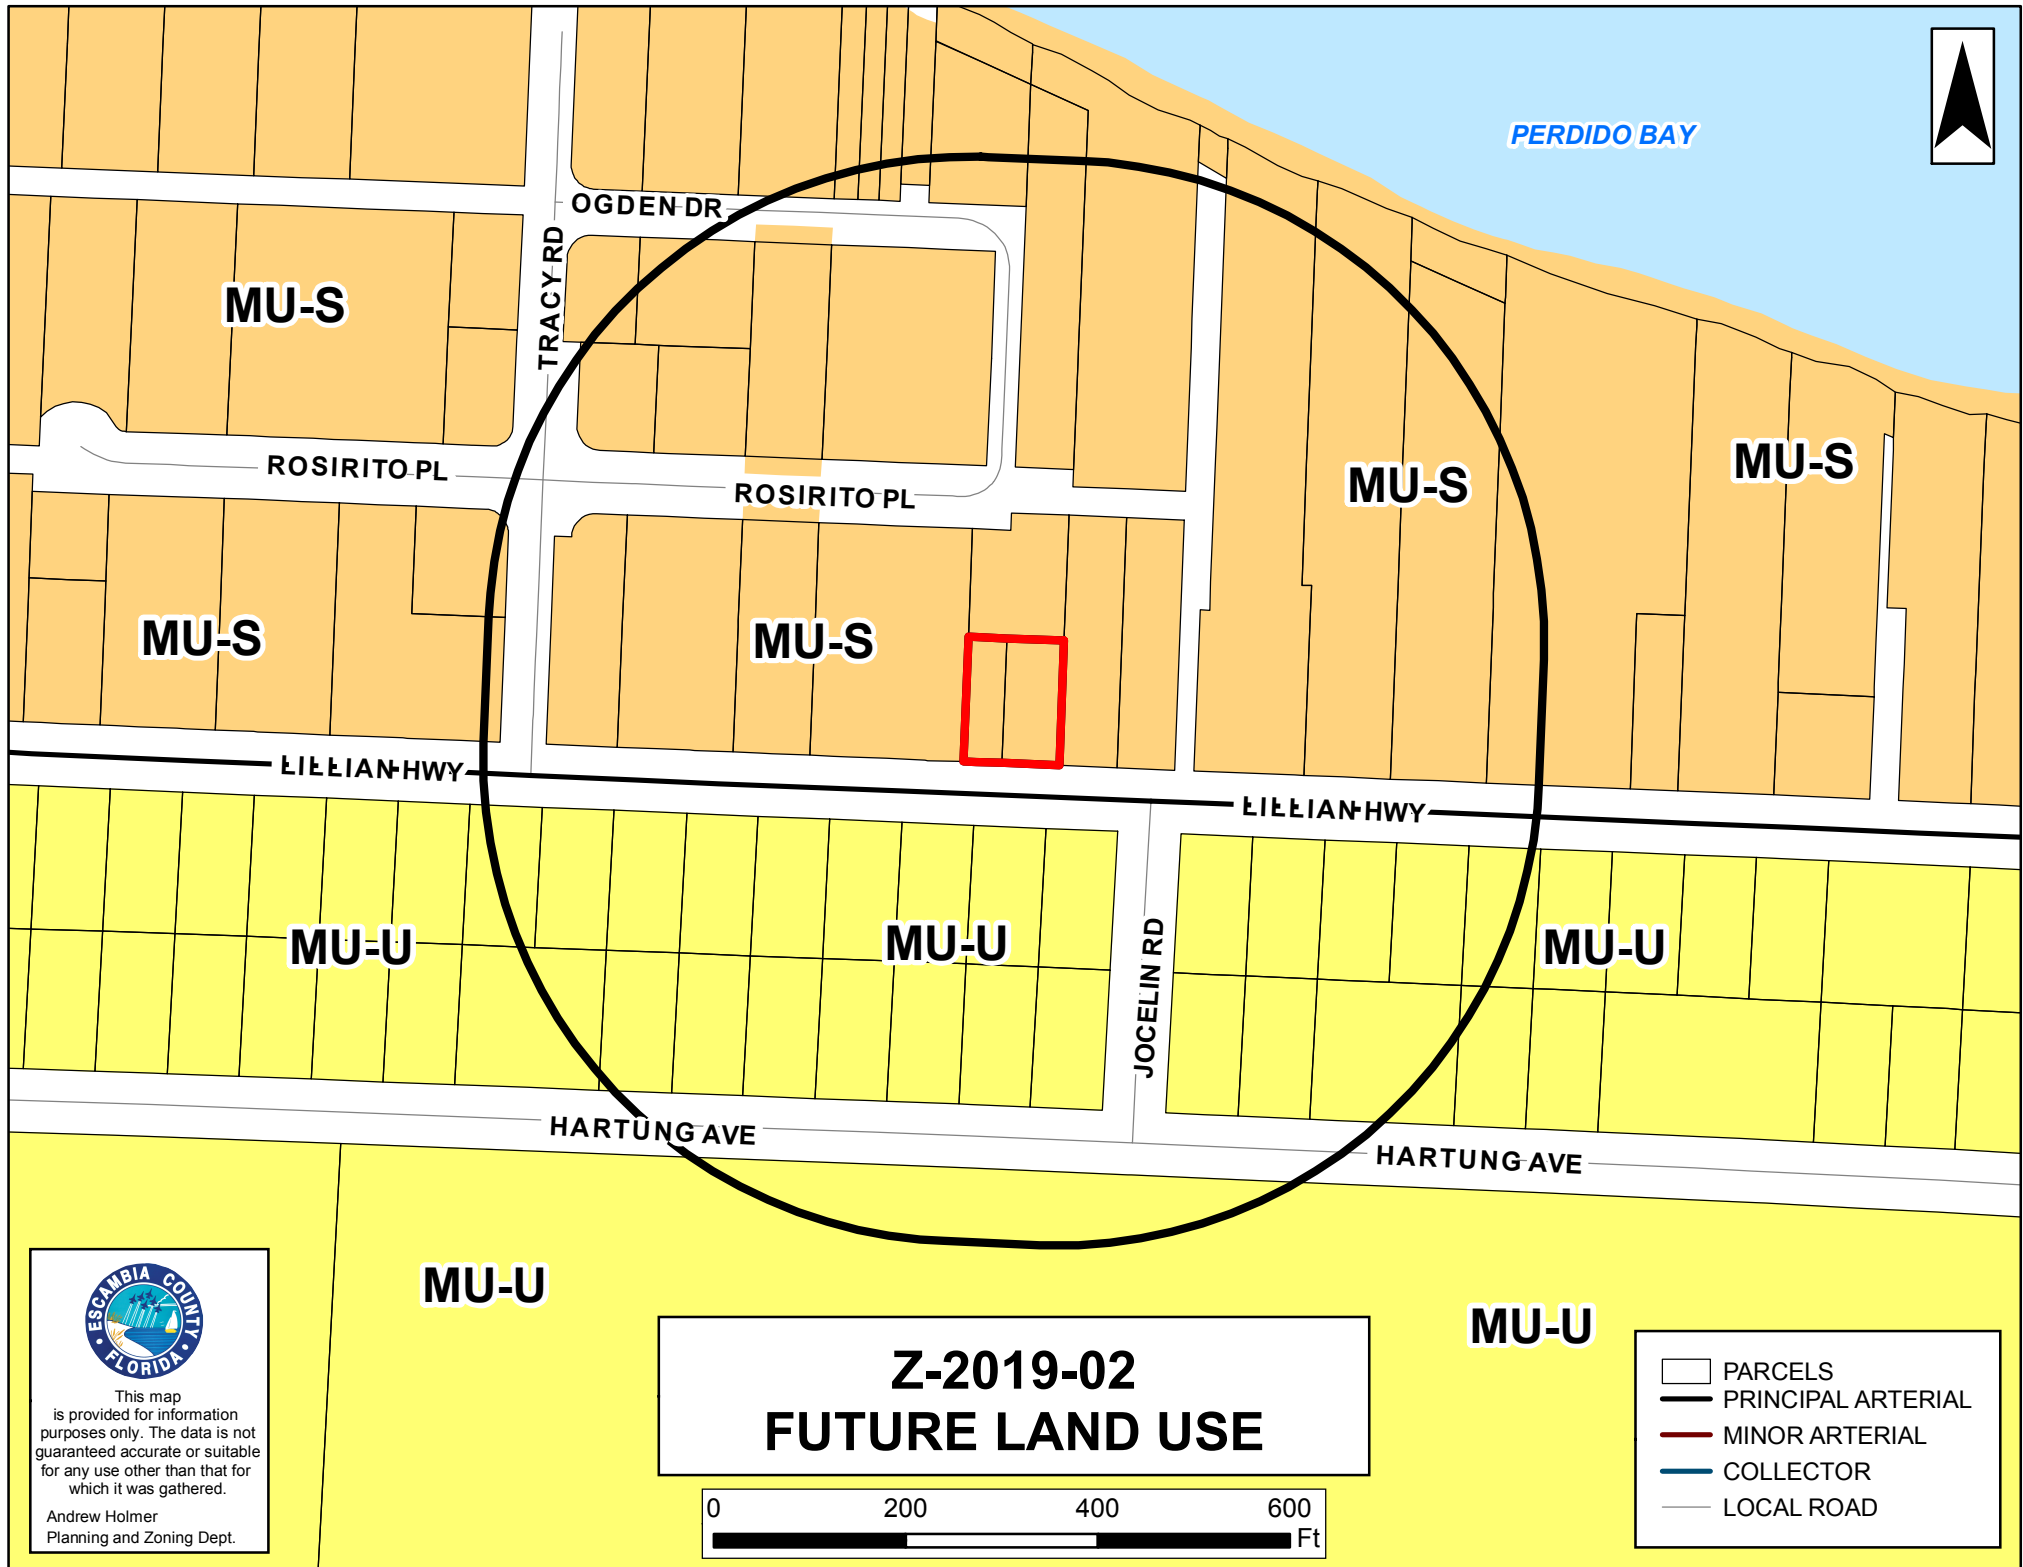 PERDIDO BAY
OGDEN DR
TRACY RD
MU-S
MU-S
MU-S
ROSIRITO PL
ROSIRITO PL
MU-S
MU-S
LILLIAN HWY
LILLIAN HWY
MU-U
MU-U
MU-U
JOCELIN RD
HARTUNG AVE
HARTUNG AVE
MU-U
MU-U
ESCAMBIA COUNTY
FLORIDA
This map
is provided for information
purposes only. The data is not
guaranteed accurate or suitable
for any use other than that for
which it was gathered.
Andrew Holmer
Planning and Zoning Dept.
Z-2019-02
FUTURE LAND USE
0 200 400 600
Ft
PARCELS
PRINCIPAL ARTERIAL
MINOR ARTERIAL
COLLECTOR
LOCAL ROAD